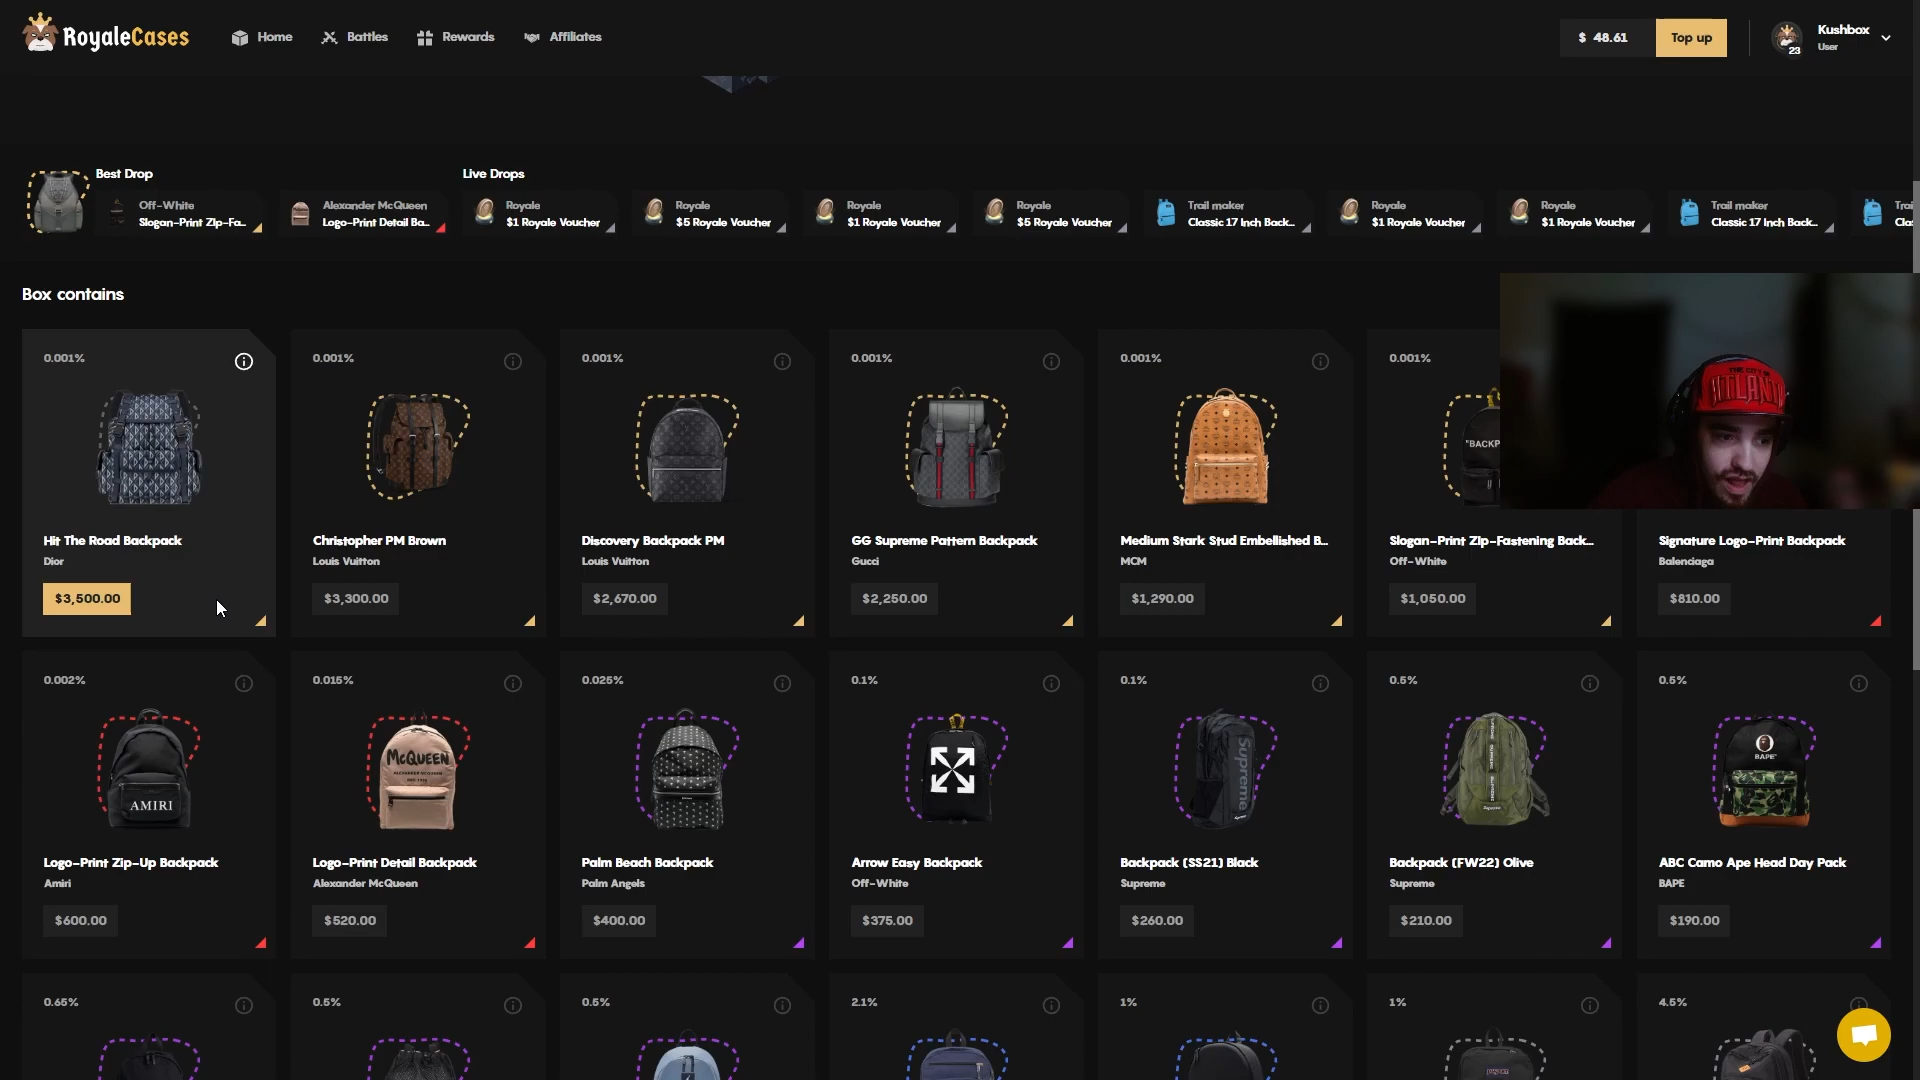 RoyaleCases
Home
Battles
Rewards
Affiliates
$ 48.61
Top up
23
Kushbox
User
Best Drop
Live Drops
Off-White
Slogan-Print Zip-Fa...
Alexander McQueen
Logo-Print Detail Ba...
Royale
$1 Royale Voucher
Royale
$5 Royale Voucher
Royale
$1 Royale Voucher
Royale
$5 Royale Voucher
Trail maker
Classic 17 Inch Back...
Royale
$1 Royale Voucher
Royale
$1 Royale Voucher
Trail maker
Classic 17 Inch Back...
Trai
Clas
Box contains
0.001%
0.001%
0.001%
0.001%
0.001%
0.001%
"BACKP
THE CITY OF
ATLANTA
Hit The Road Backpack
Dior
$3,500.00
Christopher PM Brown
Louis Vuitton
$3,300.00
Discovery Backpack PM
Louis Vuitton
$2,670.00
GG Supreme Pattern Backpack
Gucci
$2,250.00
Medium Stark Stud Embellished B...
MCM
$1,290.00
Slogan-Print Zip-Fastening Back...
Off-White
$1,050.00
Signature Logo-Print Backpack
Balenciaga
$810.00
0.002%
0.015%
0.025%
0.1%
0.1%
0.5%
0.5%
AMIRI
McQUEEN
ALEXANDER McQUEEN
Supreme
Supreme
BAPE
Logo-Print Zip-Up Backpack
Amiri
$600.00
Logo-Print Detail Backpack
Alexander McQueen
$520.00
Palm Beach Backpack
Palm Angels
$400.00
Arrow Easy Backpack
Off-White
$375.00
Backpack (SS21) Black
Supreme
$260.00
Backpack (FW22) Olive
Supreme
$210.00
ABC Camo Ape Head Day Pack
BAPE
$190.00
0.65%
0.5%
0.5%
2.1%
1%
1%
4.5%